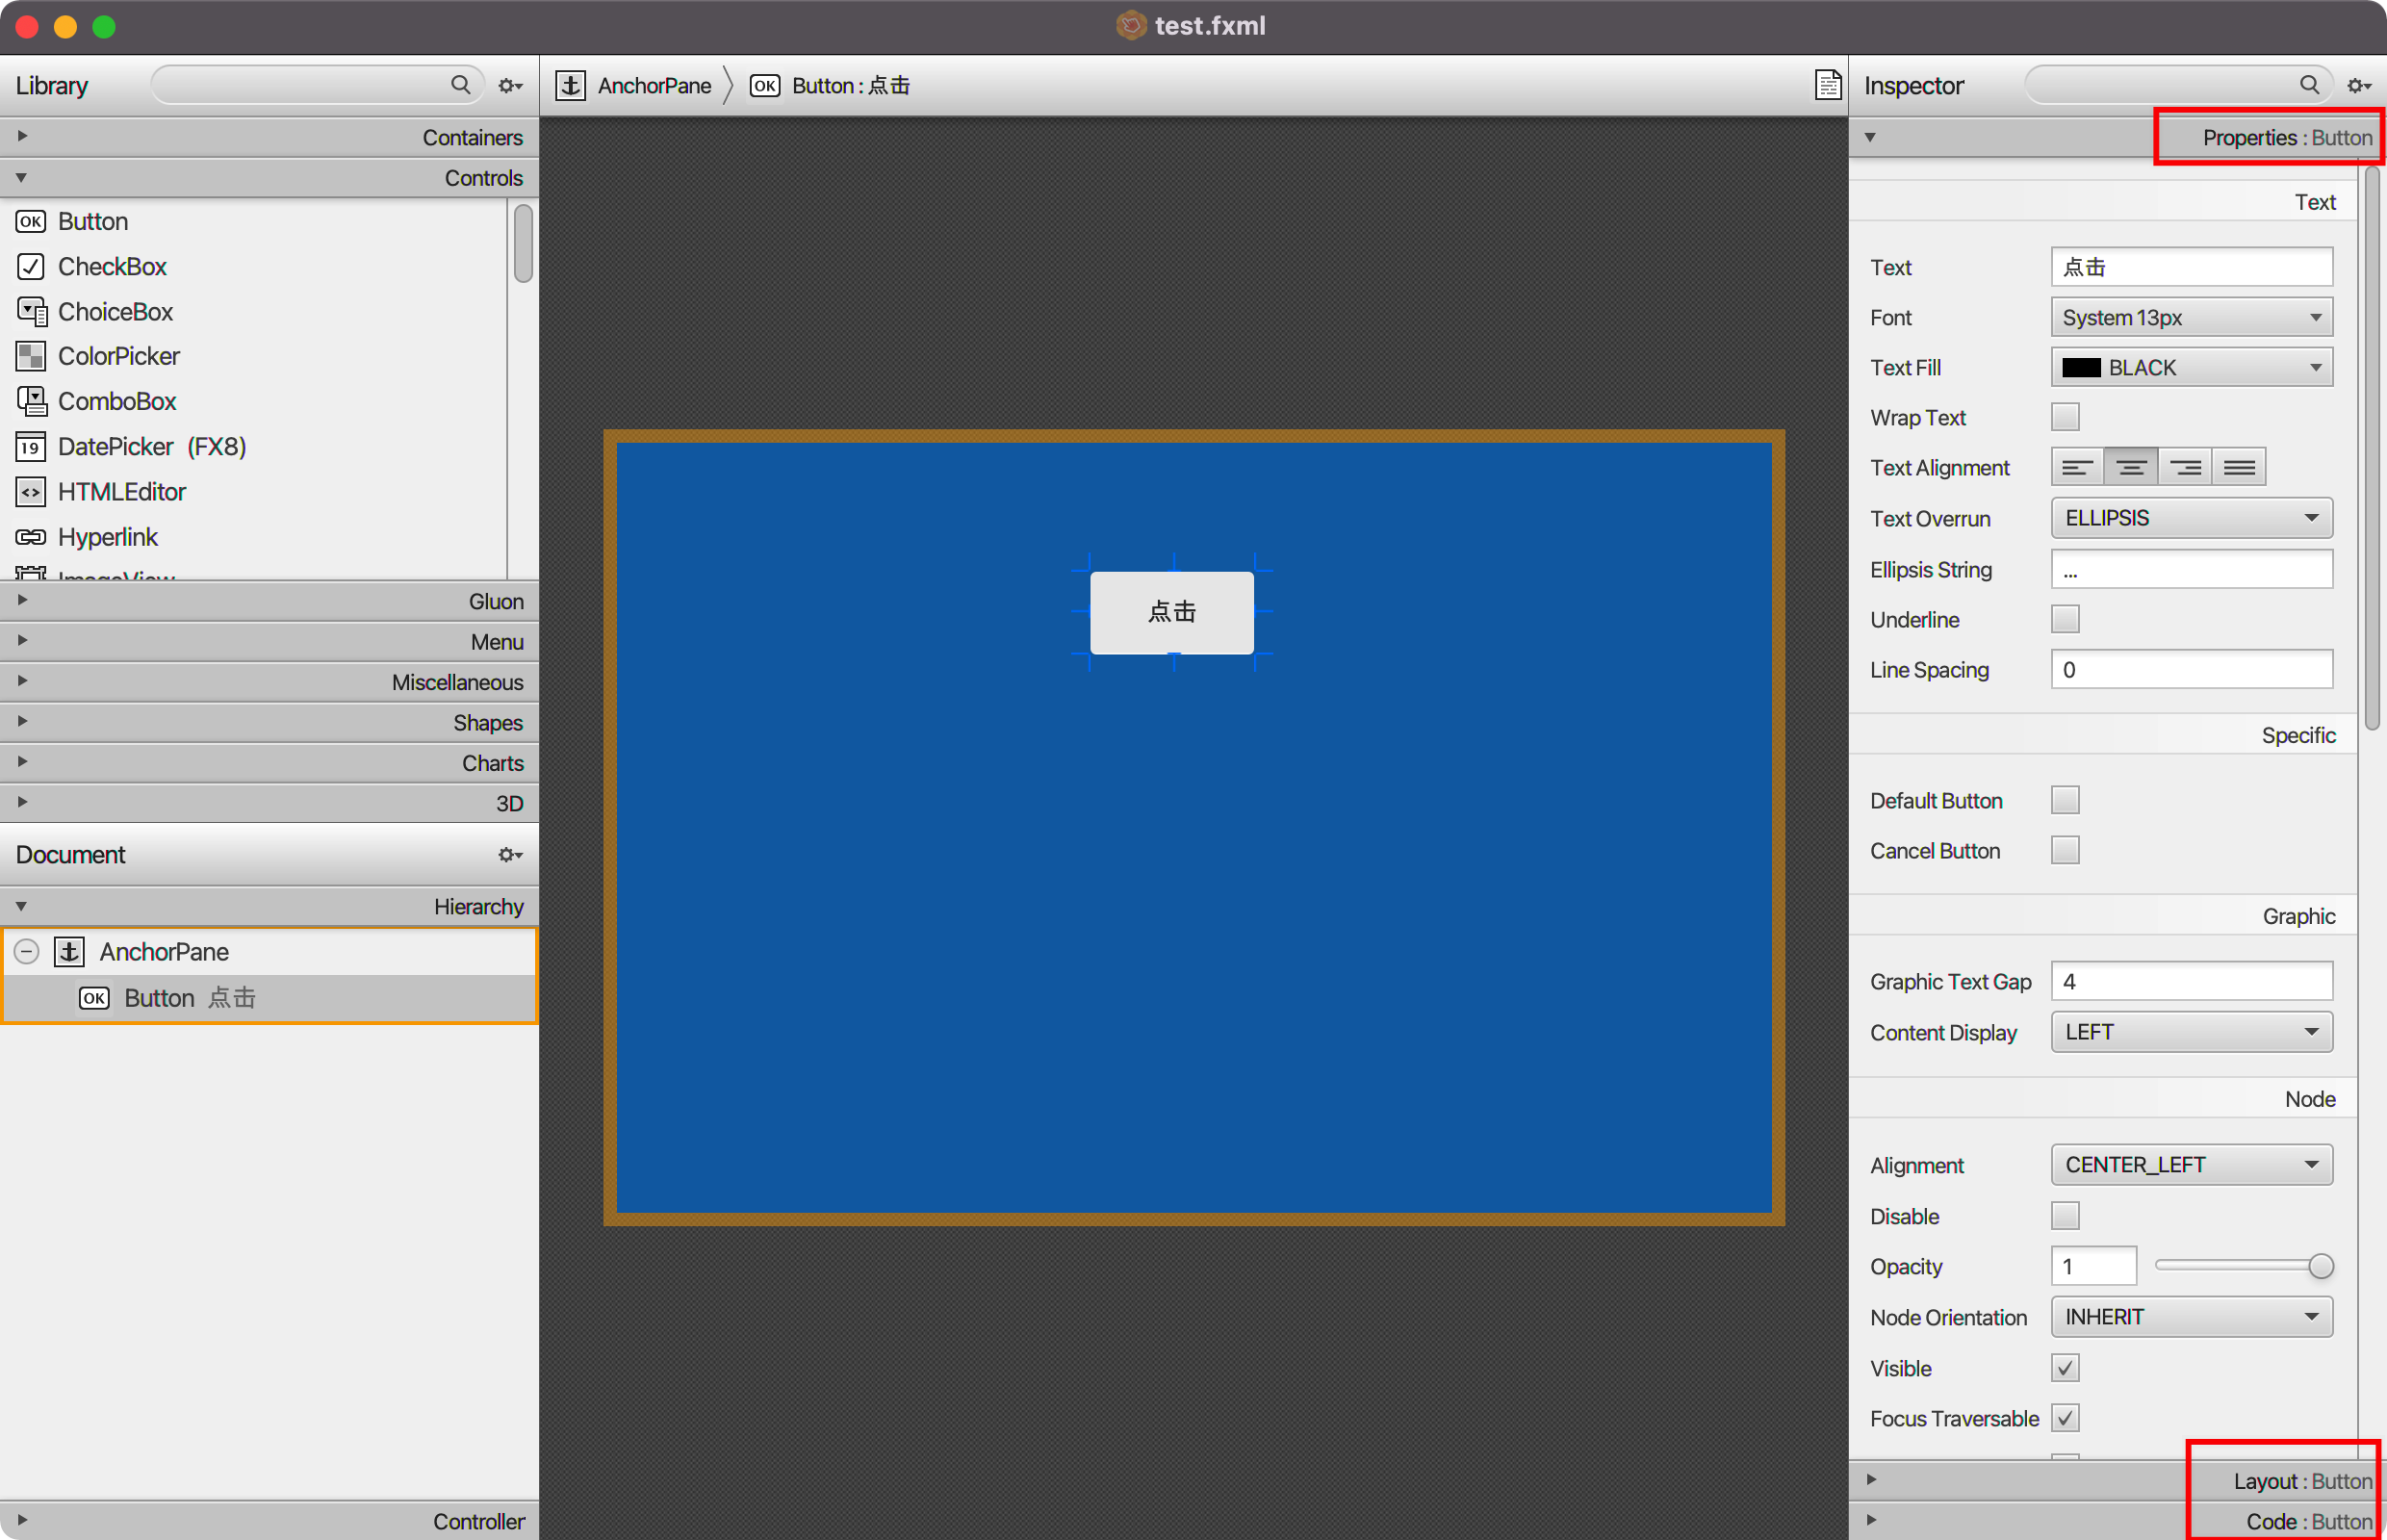 test.fxml
Library
AnchorPane
OK Button : 点击
Inspector
Containers
Controls
OK Button
CheckBox
ChoiceBox
ColorPicker
ComboBox
19 DatePicker (FX8)
HTMLEditor
Hyperlink
ImageView
Gluon
Menu
Miscellaneous
Shapes
Charts
3D
Document
Hierarchy
AnchorPane
OK Button 点击
Controller
点击
Properties : Button
Text
Text 点击
Font System 13px
Text Fill BLACK
Wrap Text
Text Alignment
Text Overrun ELLIPSIS
Ellipsis String ...
Underline
Line Spacing 0
Specific
Default Button
Cancel Button
Graphic
Graphic Text Gap 4
Content Display LEFT
Node
Alignment CENTER_LEFT
Disable
Opacity 1
Node Orientation INHERIT
Visible
Focus Traversable
Layout : Button
Code : Button